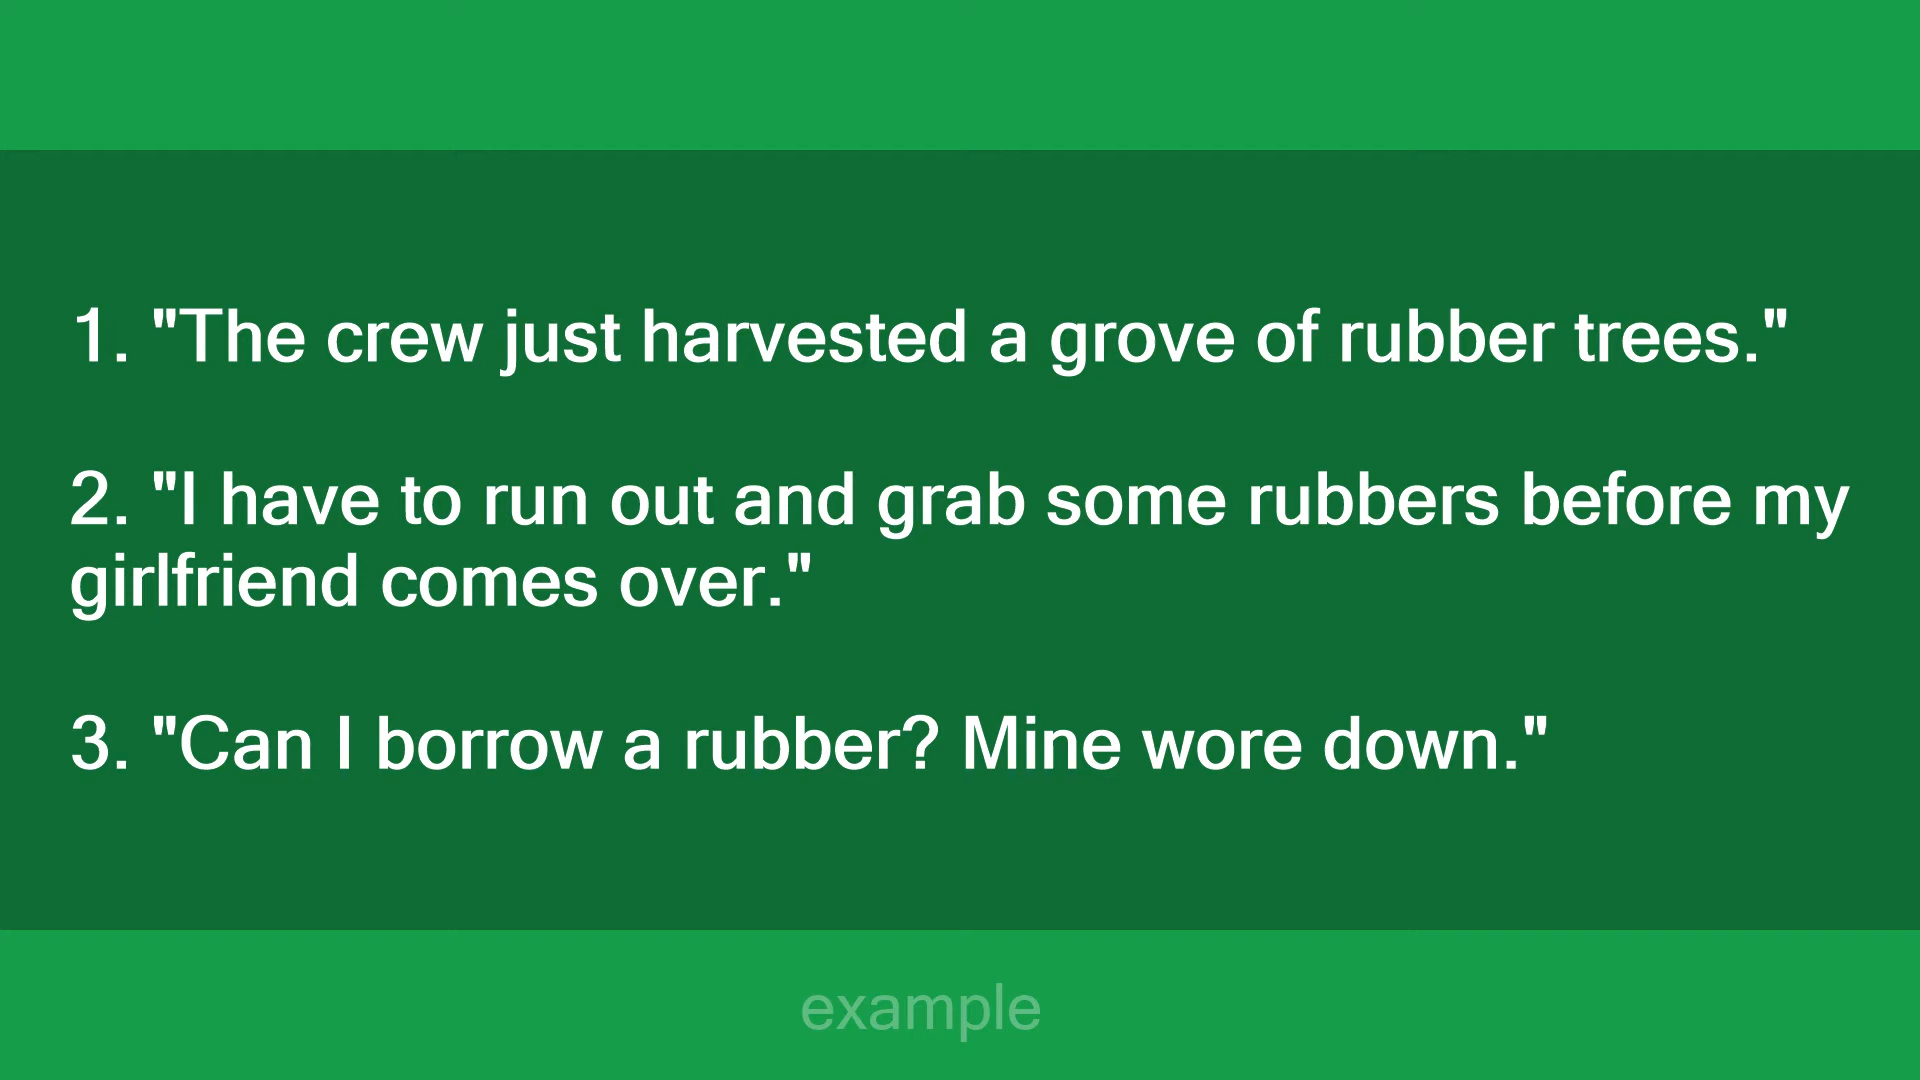 1. "The crew just harvested a grove of rubber trees."
2. "I have to run out and grab some rubbers before my
girlfriend comes over."
3. "Can I borrow a rubber? Mine wore down."
example